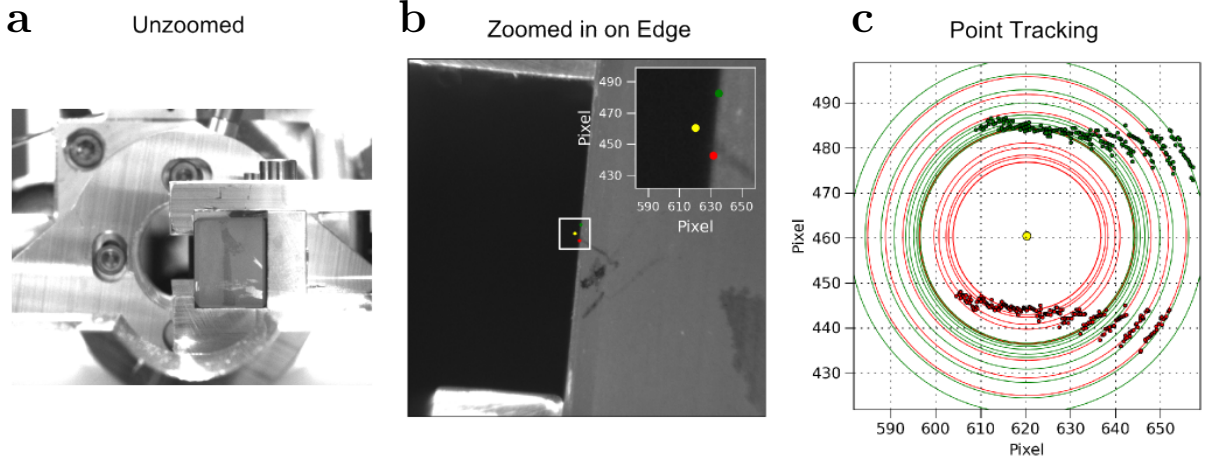 a
Unzoomed
b
Zoomed in on Edge
490
470
450
430
Pixel
590 610 630 650
Pixel
c
Point Tracking
490
480
470
460
450
440
430
Pixel
590 600 610 620 630 640 650
Pixel